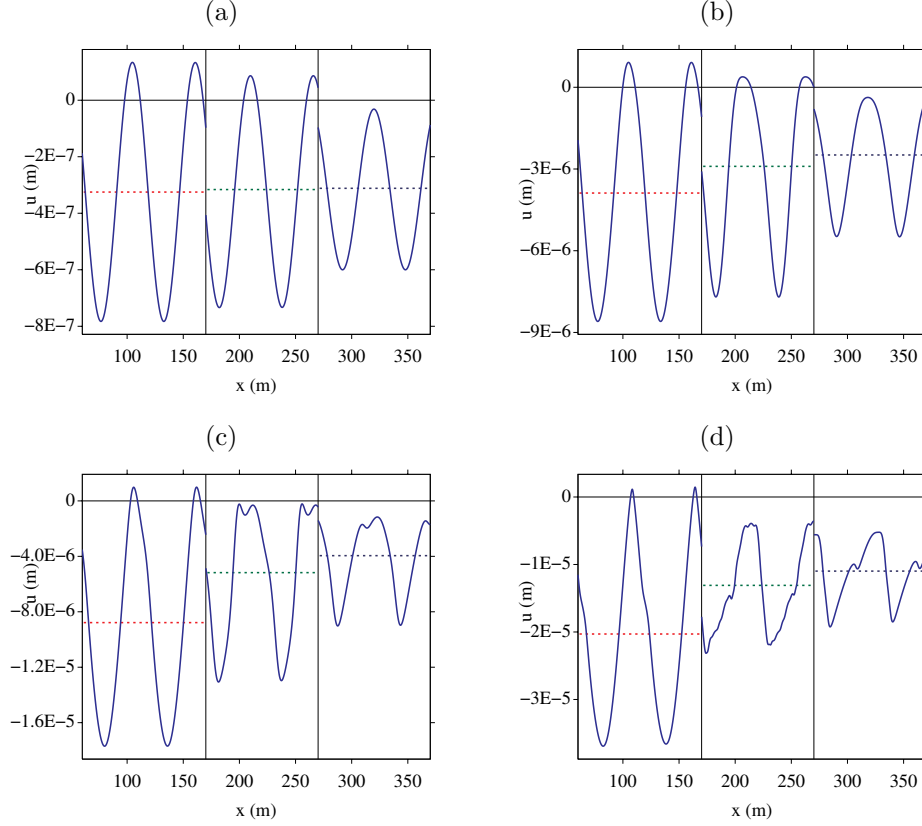 (a)
0
−2E−7
−4E−7
−6E−7
−8E−7
u (m)
100 150 200 250 300 350
x (m)
(b)
0
−3E−6
−6E−6
−9E−6
u (m)
100 150 200 250 300 350
x (m)
(c)
0
−4.0E−6
−8.0E−6
−1.2E−5
−1.6E−5
u (m)
100 150 200 250 300 350
x (m)
(d)
0
−1E−5
−2E−5
−3E−5
u (m)
100 150 200 250 300 350
x (m)